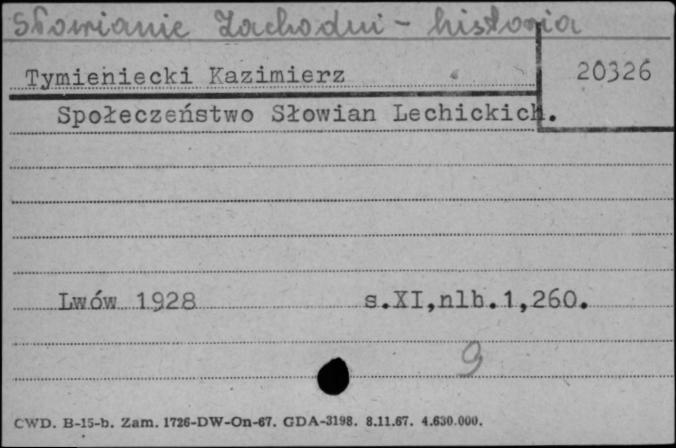 Słowianie Zachodni - historia
Tymieniecki Kazimierz
20326
Społeczeństwo Słowian Lechickich.
Lwów 1928 s.XI,nlb.1,260.
9
CWD. B-15-b. Zam. 1726-DW-On-67. GDA-3198. 8.11.67. 4.630.000.